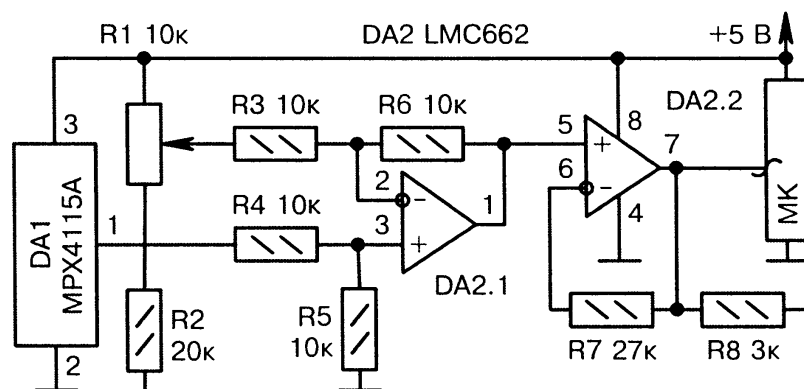 R1 10к
DA2 LMC662
+5 В
R3 10к
R6 10к
DA2.2
3
5
8
7
2
6
1
R4 10к
3
1
4
DA1
MPX4115A
МК
DA2.1
R2
20к
R5
10к
2
R7 27к
R8 3к